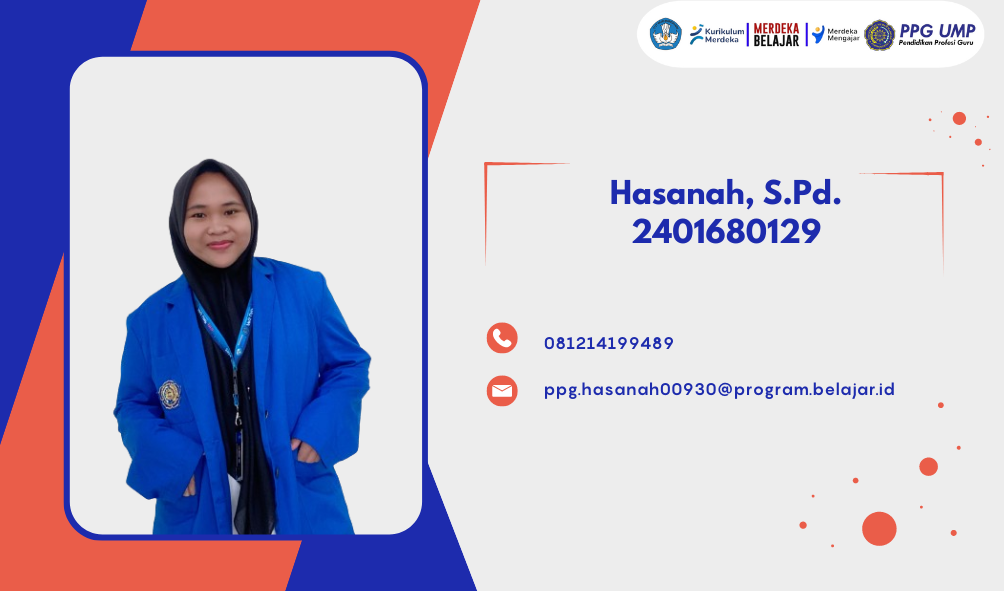 Kurikulum
Merdeka
MERDEKA
BELAJAR
Merdeka
Mengajar
PPG UMP
Pendidikan Profesi Guru
Hasanah, S.Pd.
2401680129
081214199489
ppg.hasanah00930@program.belajar.id